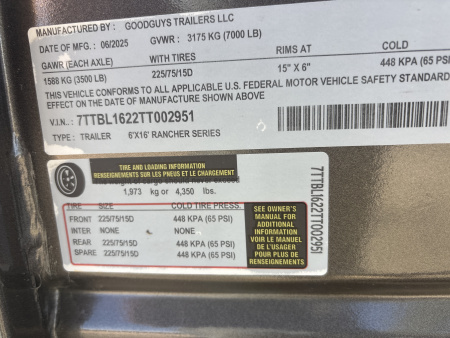 MANUFACTURED BY: GOODGUYS TRAILERS LLC
DATE OF MFD.: 06/2025 GVWR: 3175 KG (7000 LB)
GAWR (EACH AXLE) WITH TIRES RIMS AT COLD
1588 KG (3500 LB) 225/75/15D 15" X 6" 448 KPA (65 PSI)
THIS VEHICLE CONFORMS TO ALL APPLICABLE U.S. FEDERAL MOTOR VEHICLE SAFETY STANDARD
EFFECT ON THE DATE OF MANUFACTURE SHOWN ABOVE
V.I.N.: 7TTBL1622TT002951
TYPE: TRAILER 6'X16' RANCHER SERIES
TIRE AND LOADING INFORMATION
RENSEIGNEMENTS SUR LES PNEUS ET LE CHARGEMENT
1,973 kg or 4,350 lbs.
TIRE SIZE COLD TIRE PRESS.
FRONT 225/75/15D 448 KPA (65 PSI)
INTER NONE NONE
REAR 225/75/15D 448 KPA (65 PSI)
SPARE 225/75/15D 448 KPA (65 PSI)
SEE OWNER'S
MANUAL FOR
ADDITIONAL
INFORMATION
VOIR LE MANUEL
DE L'USAGER
POUR PLUS DE
RENSEIGNEMENTS
7TTBL1622TT002951